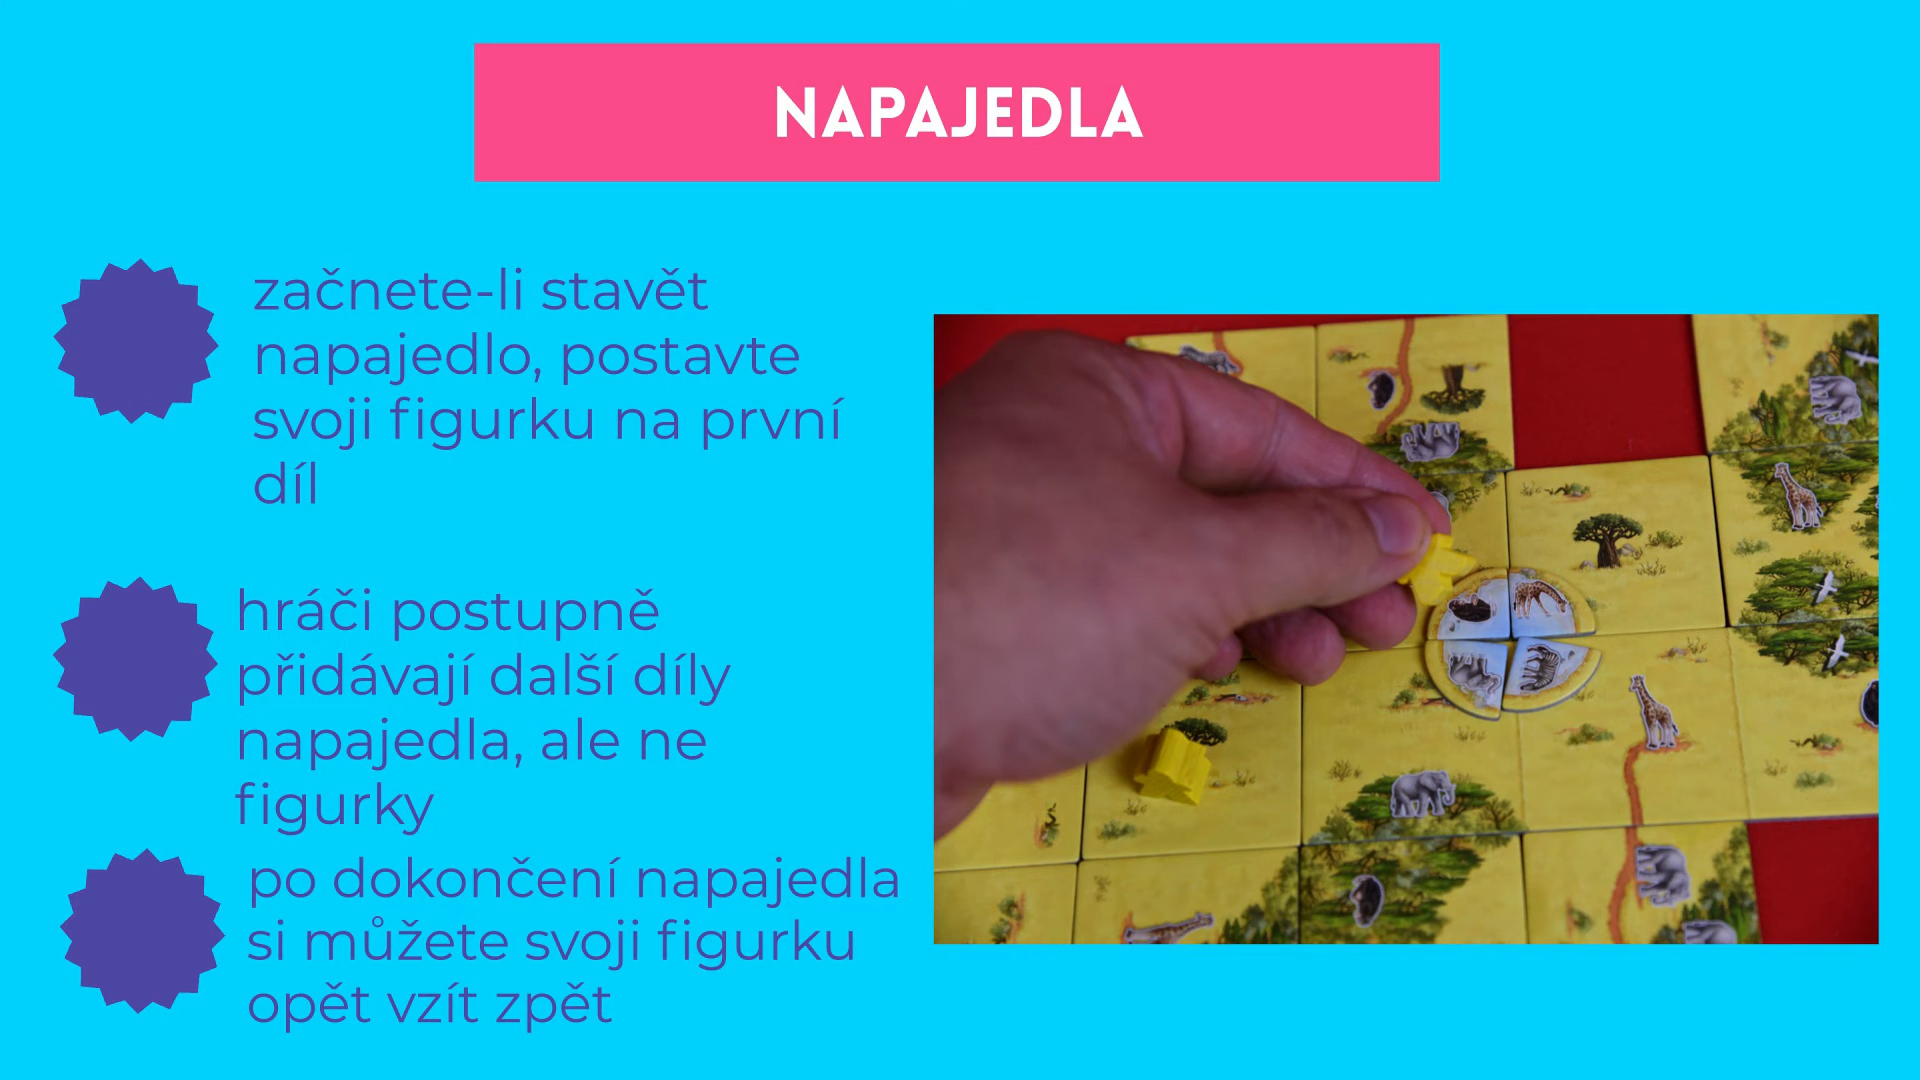 NAPAJEDLA
začnete-li stavět
napajedlo, postavte
svoji figurku na první
díl
hráči postupně
přidávají další díly
napajedla, ale ne
figurky
po dokončení napajedla
si můžete svoji figurku
opět vzít zpět